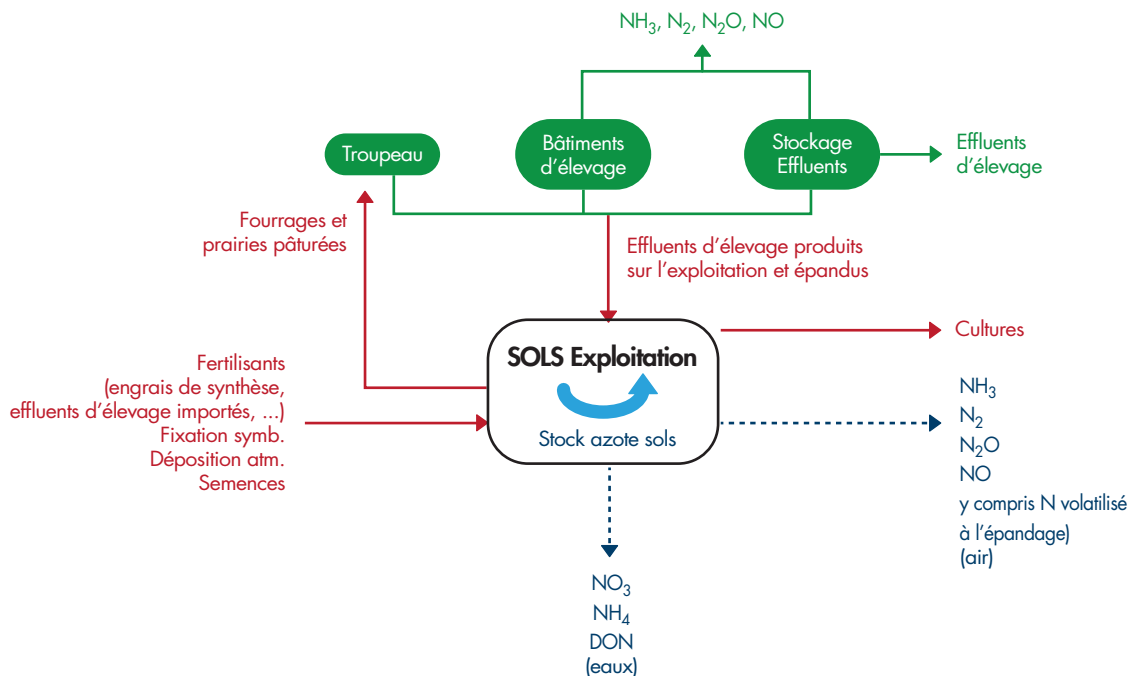 NH3, N2, N2O, NO
Troupeau
Bâtiments
d'élevage
Stockage
Effluents
Effluents
d'élevage
Fourrages et
prairies pâturées
Effluents d'élevage produits
sur l'exploitation et épandus
SOLS Exploitation
Stock azote sols
Cultures
Fertilisants
(engrais de synthèse,
effluents d'élevage importés, ...)
Fixation symb.
Déposition atm.
Semences
NH3
N2
N2O
NO
y compris N volatilisé
à l'épandage)
(air)
NO3
NH4
DON
(eaux)